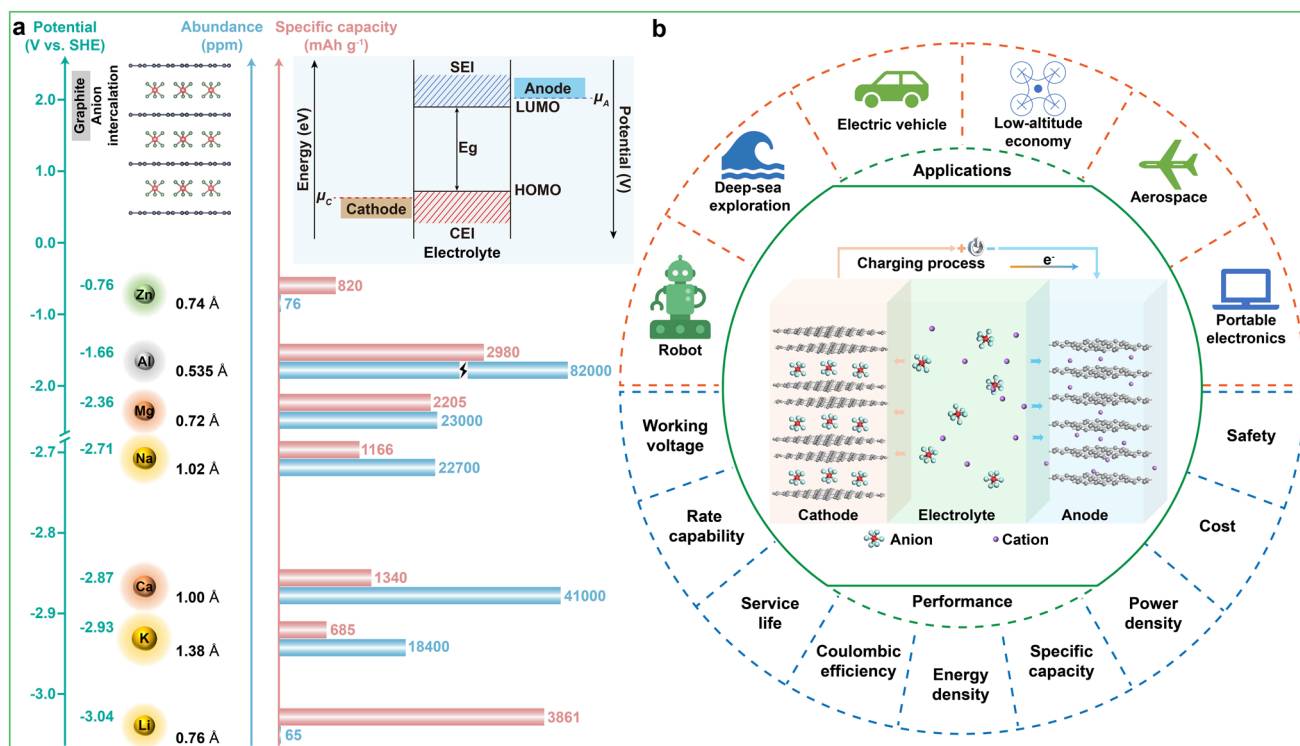 a
Potential
(V vs. SHE)
Abundance
(ppm)
Specific capacity
(mAh g⁻¹)
2.0
1.0
0.0
-1.0
-2.0
-2.7
-2.8
-2.9
-3.0
Graphite
Anion
intercalation
Energy (eV)
SEI
Anode
μA
LUMO
Eg
HOMO
μC
Cathode
CEI
Electrolyte
Potential (V)
-0.76
Zn
0.74 Å
820
76
-1.66
Al
0.535 Å
2980
82000
-2.36
Mg
0.72 Å
2205
23000
-2.71
Na
1.02 Å
1166
22700
-2.87
Ca
1.00 Å
1340
41000
-2.93
K
1.38 Å
685
18400
-3.04
Li
0.76 Å
3861
65
b
Robot
Deep-sea
exploration
Electric vehicle
Low-altitude
economy
Aerospace
Portable
electronics
Applications
Charging process
+
-
e⁻
Cathode
Electrolyte
Anode
Anion
Cation
Performance
Working
voltage
Rate
capability
Service
life
Coulombic
efficiency
Energy
density
Specific
capacity
Power
density
Cost
Safety